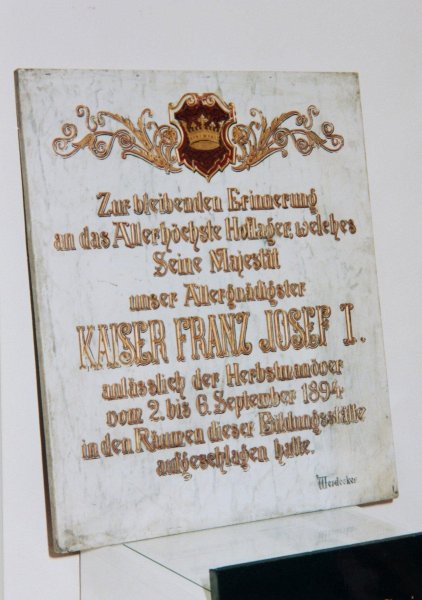 Zur bleibenden Erinnerung
an das Allerhöchste Hoflager, welches
Seine Majestät
unser Allergnädigster
KAISER FRANZ JOSEF I.
anlässlich der Herbstmanöver
vom 2. bis 6. September 1894
in den Räumen dieser Bildungsstätte
aufgeschlagen hatte.